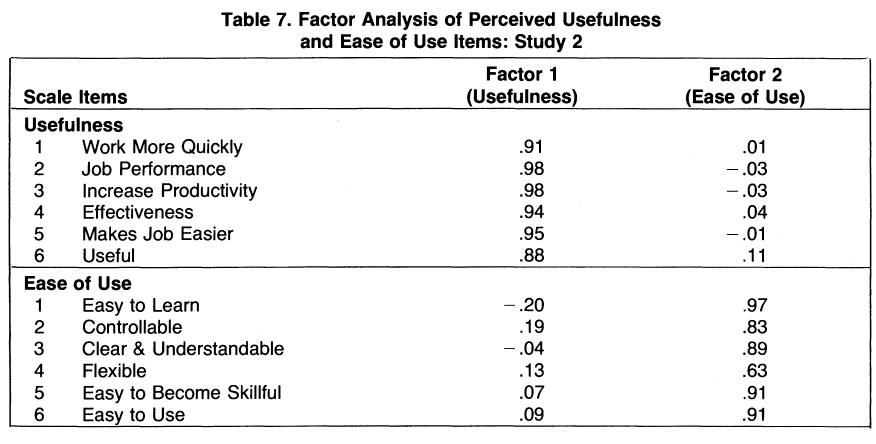 Table 7. Factor Analysis of Perceived Usefulness
and Ease of Use Items: Study 2
Factor 1 Factor 2
Scale Items (Usefulness) (Ease of Use)
Usefulness
1 Work More Quickly .91 .01
2 Job Performance .98 −.03
3 Increase Productivity .98 −.03
4 Effectiveness .94 .04
5 Makes Job Easier .95 −.01
6 Useful .88 .11
Ease of Use
1 Easy to Learn −.20 .97
2 Controllable .19 .83
3 Clear & Understandable −.04 .89
4 Flexible .13 .63
5 Easy to Become Skillful .07 .91
6 Easy to Use .09 .91